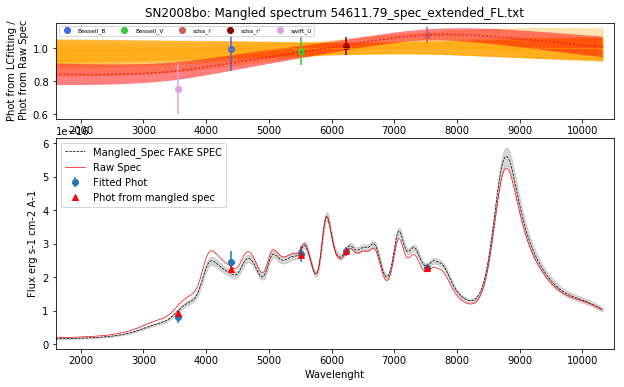 SN2008bo: Mangled spectrum 54611.79_spec_extended_FL.txt
Phot from LCfitting /
Phot from Raw Spec
Bessell_B Bessell_V sdss_i' sdss_r' swift_U
1.0
0.8
0.6
2000 3000 4000 5000 6000 7000 8000 9000 10000
1e−16
Mangled_Spec FAKE SPEC
Raw Spec
Fitted Phot
Phot from mangled spec
Flux erg s-1 cm-2 A-1
6
5
4
3
2
1
0
2000 3000 4000 5000 6000 7000 8000 9000 10000
Wavelenght